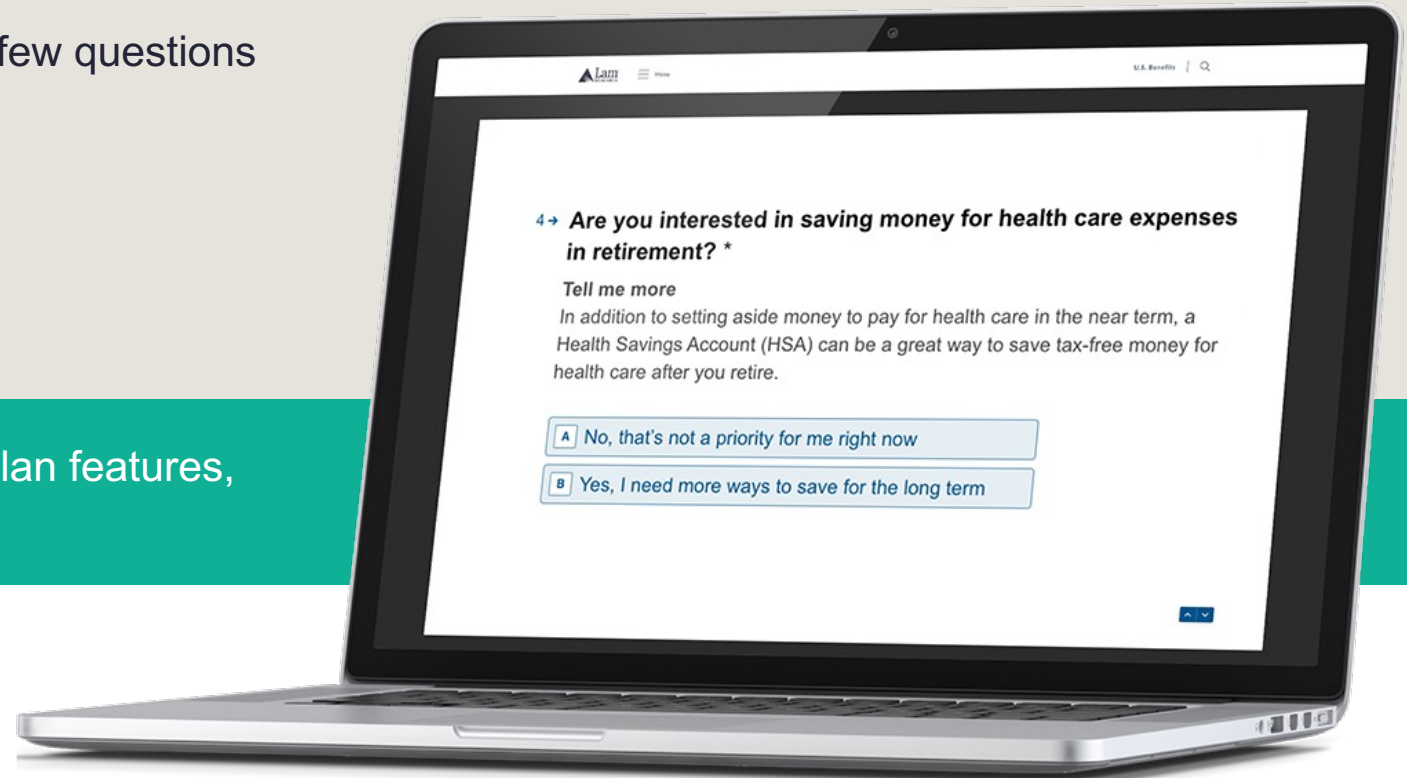 few questions
Lam
Home
U.S. Benefits
4→ Are you interested in saving money for health care expenses
in retirement? *
Tell me more
In addition to setting aside money to pay for health care in the near term, a
Health Savings Account (HSA) can be a great way to save tax-free money for
health care after you retire.
A No, that's not a priority for me right now
lan features,
B Yes, I need more ways to save for the long term